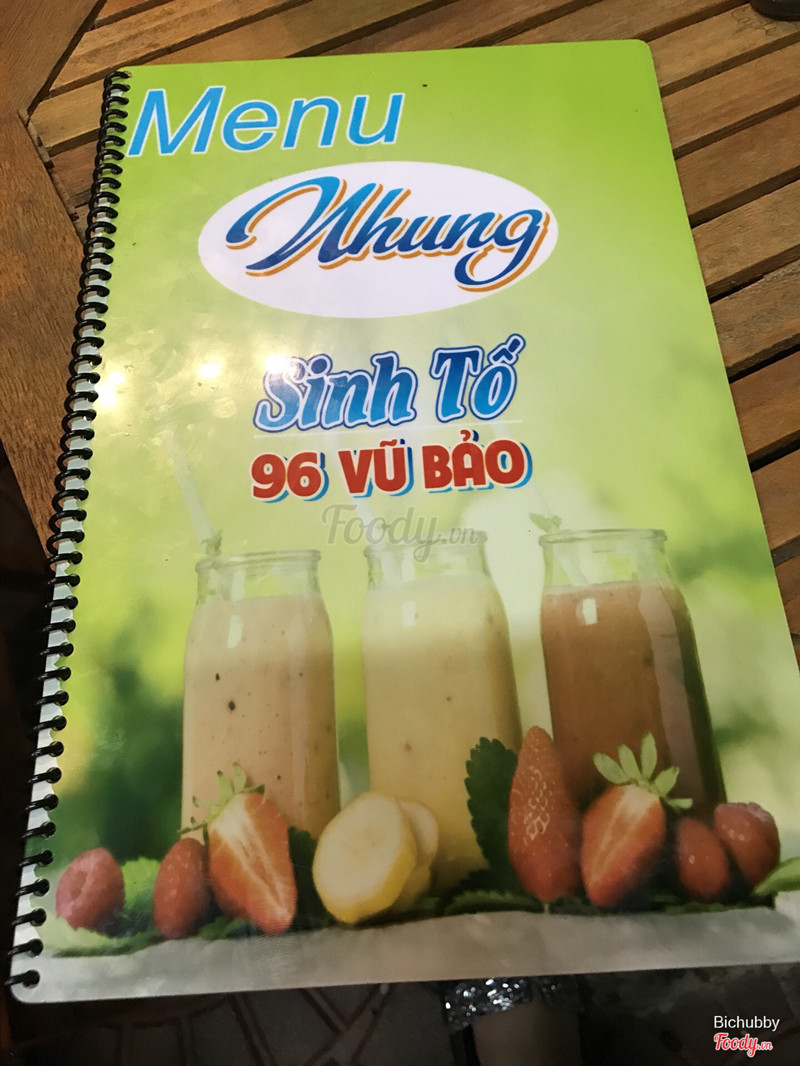 Menu
Nhung
Sinh Tố
96 VŨ BẢO
Foody.vn
Bichubby
Foody.vn